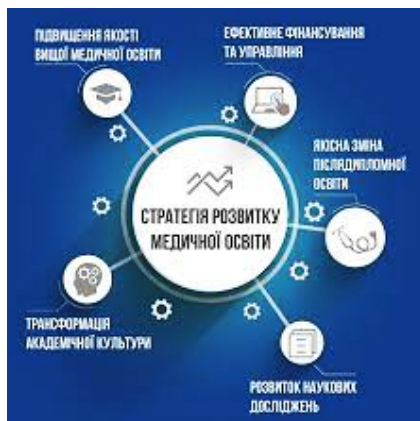 ПІДВИЩЕННЯ ЯКОСТІ
ВИЩОЇ МЕДИЧНОЇ ОСВІТИ
ЕФЕКТИВНЕ ФІНАНСУВАННЯ
ТА УПРАВЛІННЯ
ЯКІСНА ЗМІНА
ПІСЛЯДИПЛОМНОЇ
ОСВІТИ
СТРАТЕГІЯ РОЗВИТКУ
МЕДИЧНОЇ ОСВІТИ
ТРАНСФОРМАЦІЯ
АКАДЕМІЧНОЇ КУЛЬТУРИ
РОЗВИТОК НАУКОВИХ
ДОСЛІДЖЕНЬ